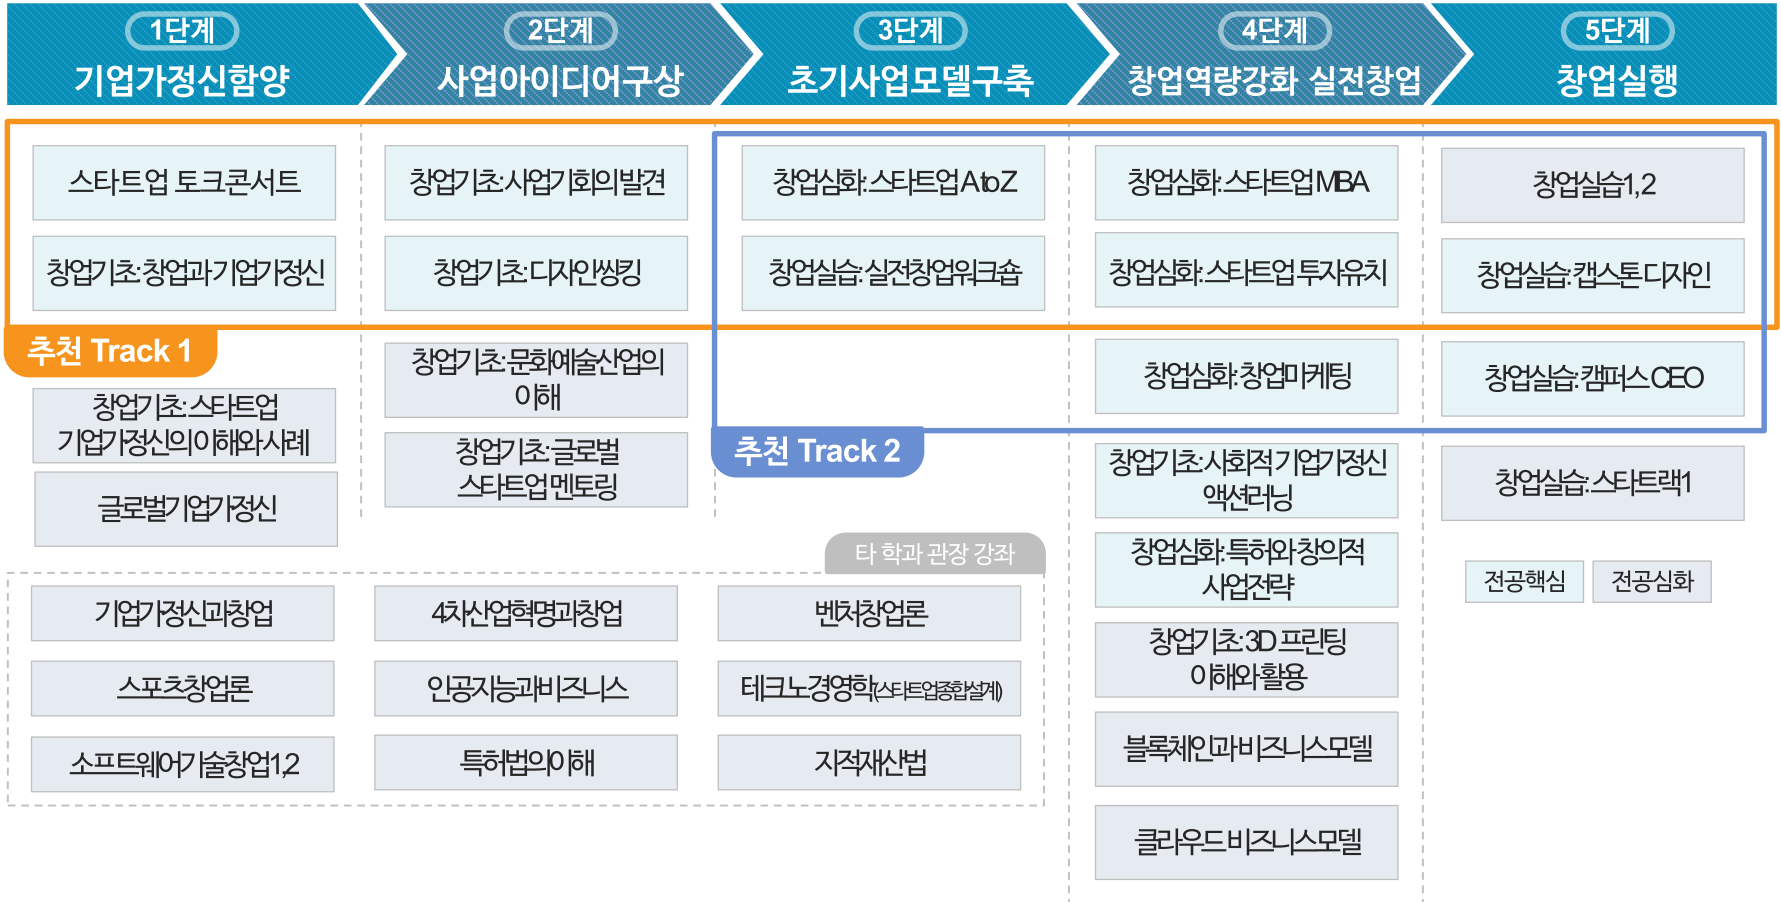 1단계
기업가정신함양
2단계
사업아이디어구상
3단계
초기사업모델구축
4단계
창업역량강화 실전창업
5단계
창업실행
스타트업 토크콘서트
창업기초: 사업기회의 발견
창업심화: 스타트업 A to Z
창업심화: 스타트업 MBA
창업실습1, 2
창업기초: 창업과 기업가정신
창업기초: 디자인씽킹
창업실습: 실전창업워크숍
창업심화: 스타트업 투자유치
창업실습: 캡스톤 디자인
추천 Track 1
창업기초: 문화예술산업의
이해
창업심화: 창업마케팅
창업실습: 캠퍼스 CEO
창업기초: 스타트업
기업가정신의 이해와 사례
창업기초: 글로벌
스타트업 멘토링
추천 Track 2
글로벌기업가정신
창업기초: 사회적 기업가정신
액션러닝
창업실습: 스타트랙1
타 학과 관장 강좌
창업심화: 특허와 창의적
사업전략
전공핵심
전공심화
기업가정신과창업
4차산업혁명과창업
벤처창업론
창업기초: 3D 프린팅
이해와 활용
스포츠창업론
인공지능과비즈니스
테크노경영학(스타트업종합설계)
블록체인과 비즈니스모델
소프트웨어기술창업1,2
특허법의이해
지적재산법
클라우드 비즈니스모델